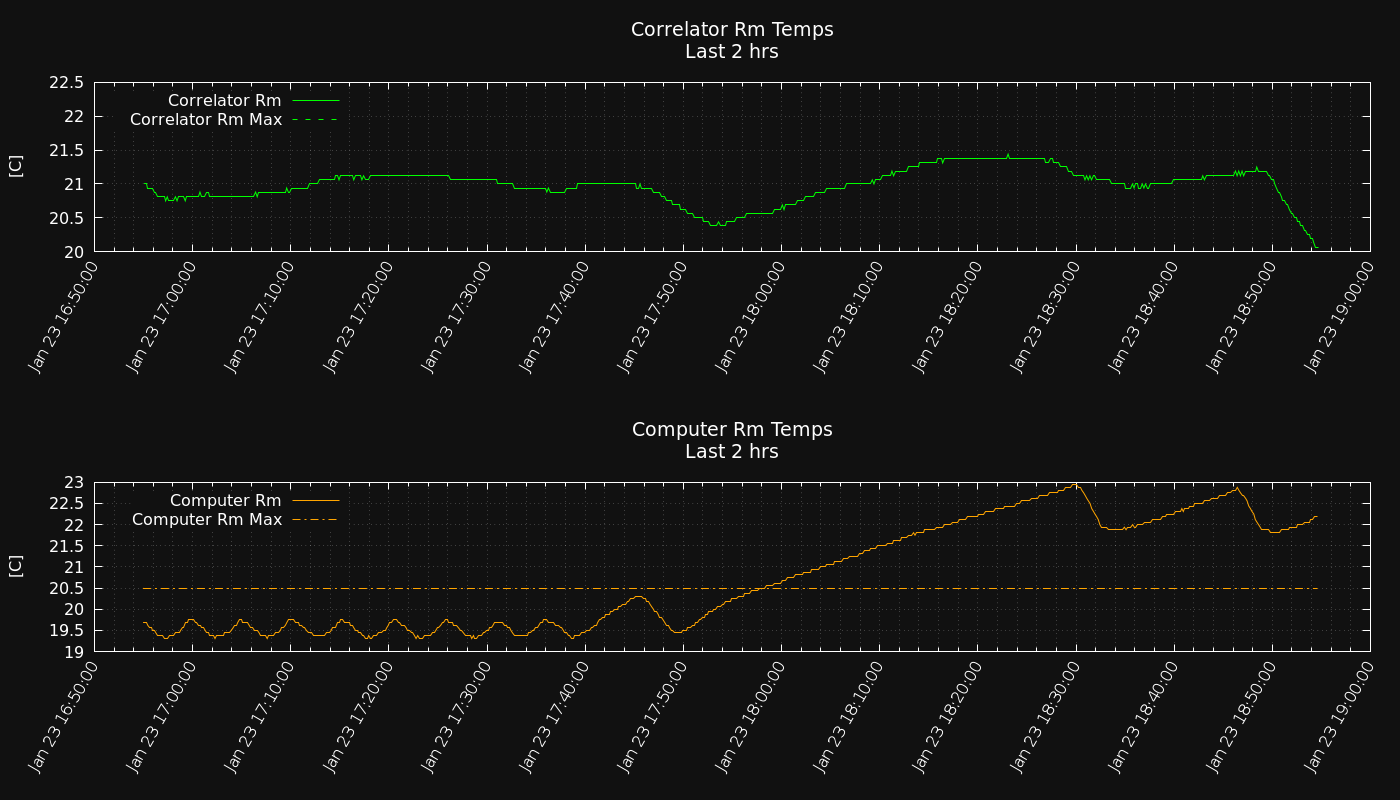 Correlator Rm Temps
Last 2 hrs
[C]
22.5
22
21.5
21
20.5
20
Correlator Rm
Correlator Rm Max
Jan 23 16:50:00
Jan 23 17:00:00
Jan 23 17:10:00
Jan 23 17:20:00
Jan 23 17:30:00
Jan 23 17:40:00
Jan 23 17:50:00
Jan 23 18:00:00
Jan 23 18:10:00
Jan 23 18:20:00
Jan 23 18:30:00
Jan 23 18:40:00
Jan 23 18:50:00
Jan 23 19:00:00
Computer Rm Temps
Last 2 hrs
[C]
23
22.5
22
21.5
21
20.5
20
19.5
19
Computer Rm
Computer Rm Max
Jan 23 16:50:00
Jan 23 17:00:00
Jan 23 17:10:00
Jan 23 17:20:00
Jan 23 17:30:00
Jan 23 17:40:00
Jan 23 17:50:00
Jan 23 18:00:00
Jan 23 18:10:00
Jan 23 18:20:00
Jan 23 18:30:00
Jan 23 18:40:00
Jan 23 18:50:00
Jan 23 19:00:00